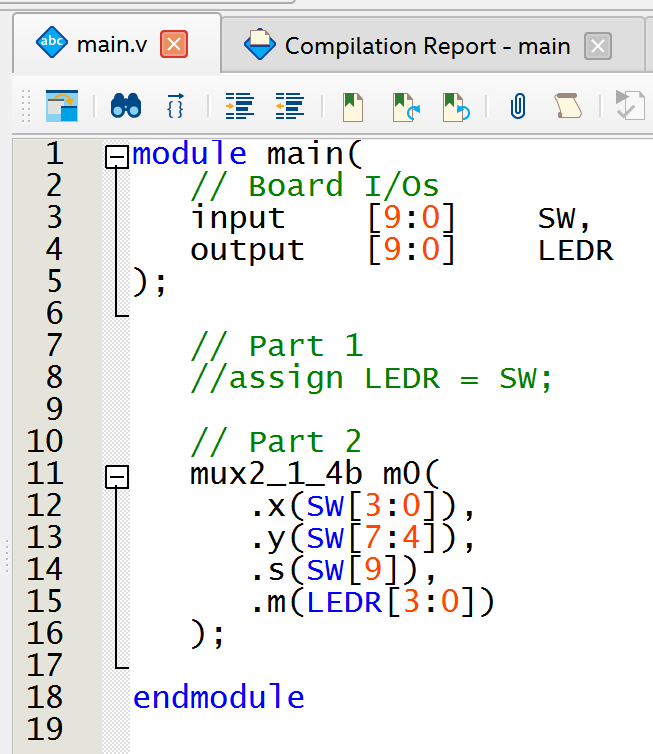 abc main.v Compilation Report - main
1 module main(
2 // Board I/Os
3 input [9:0] SW,
4 output [9:0] LEDR
5 );
6
7 // Part 1
8 //assign LEDR = SW;
9
10 // Part 2
11 mux2_1_4b m0(
12 .x(SW[3:0]),
13 .y(SW[7:4]),
14 .s(SW[9]),
15 .m(LEDR[3:0])
16 );
17
18 endmodule
19